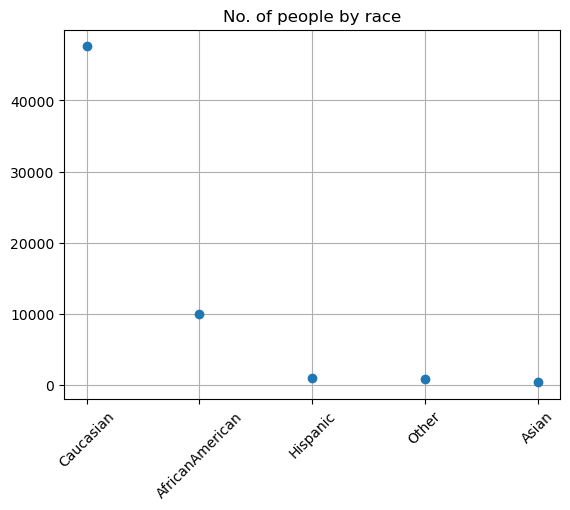 No. of people by race
40000
30000
20000
10000
0
Caucasian
AfricanAmerican
Hispanic
Other
Asian